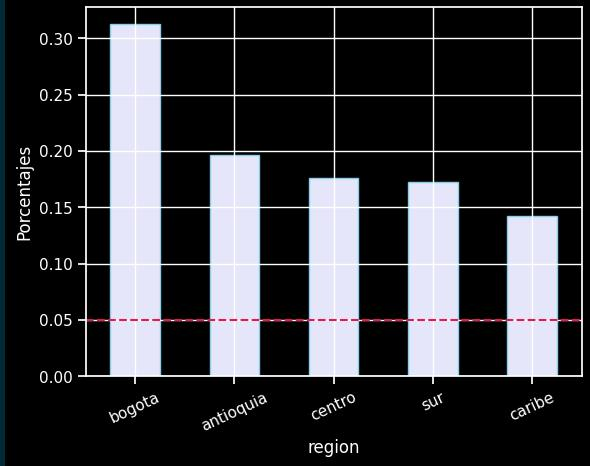 0.30
0.25
0.20
0.15
0.10
0.05
0.00
Porcentajes
bogota
antioquia
centro
sur
caribe
region